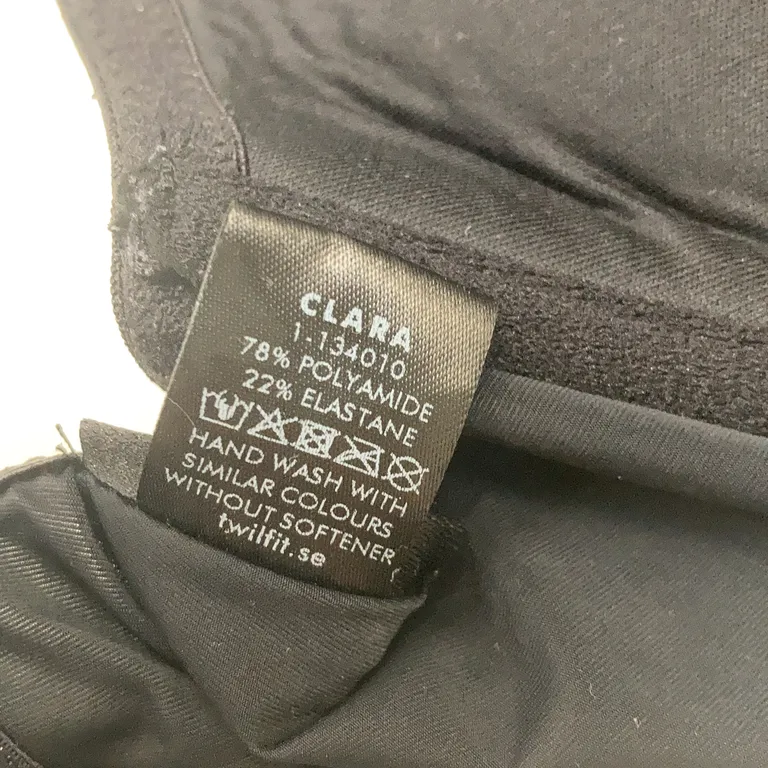 CLARA
1-134010
78% POLYAMIDE
22% ELASTANE
HAND WASH WITH
SIMILAR COLOURS
WITHOUT SOFTENER
twilfit.se